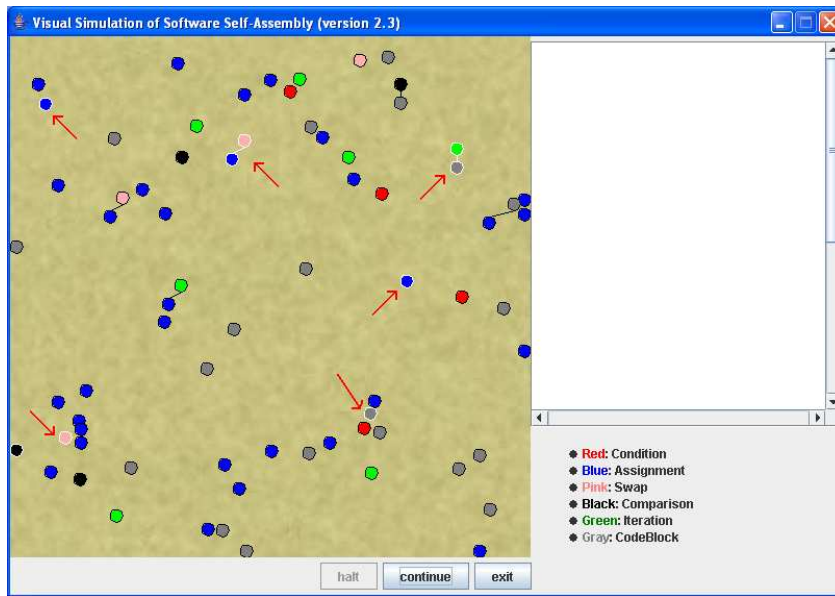 Visual Simulation of Software Self-Assembly (version 2.3)
Red: Condition
Blue: Assignment
Pink: Swap
Black: Comparison
Green: Iteration
Gray: CodeBlock
halt
continue
exit